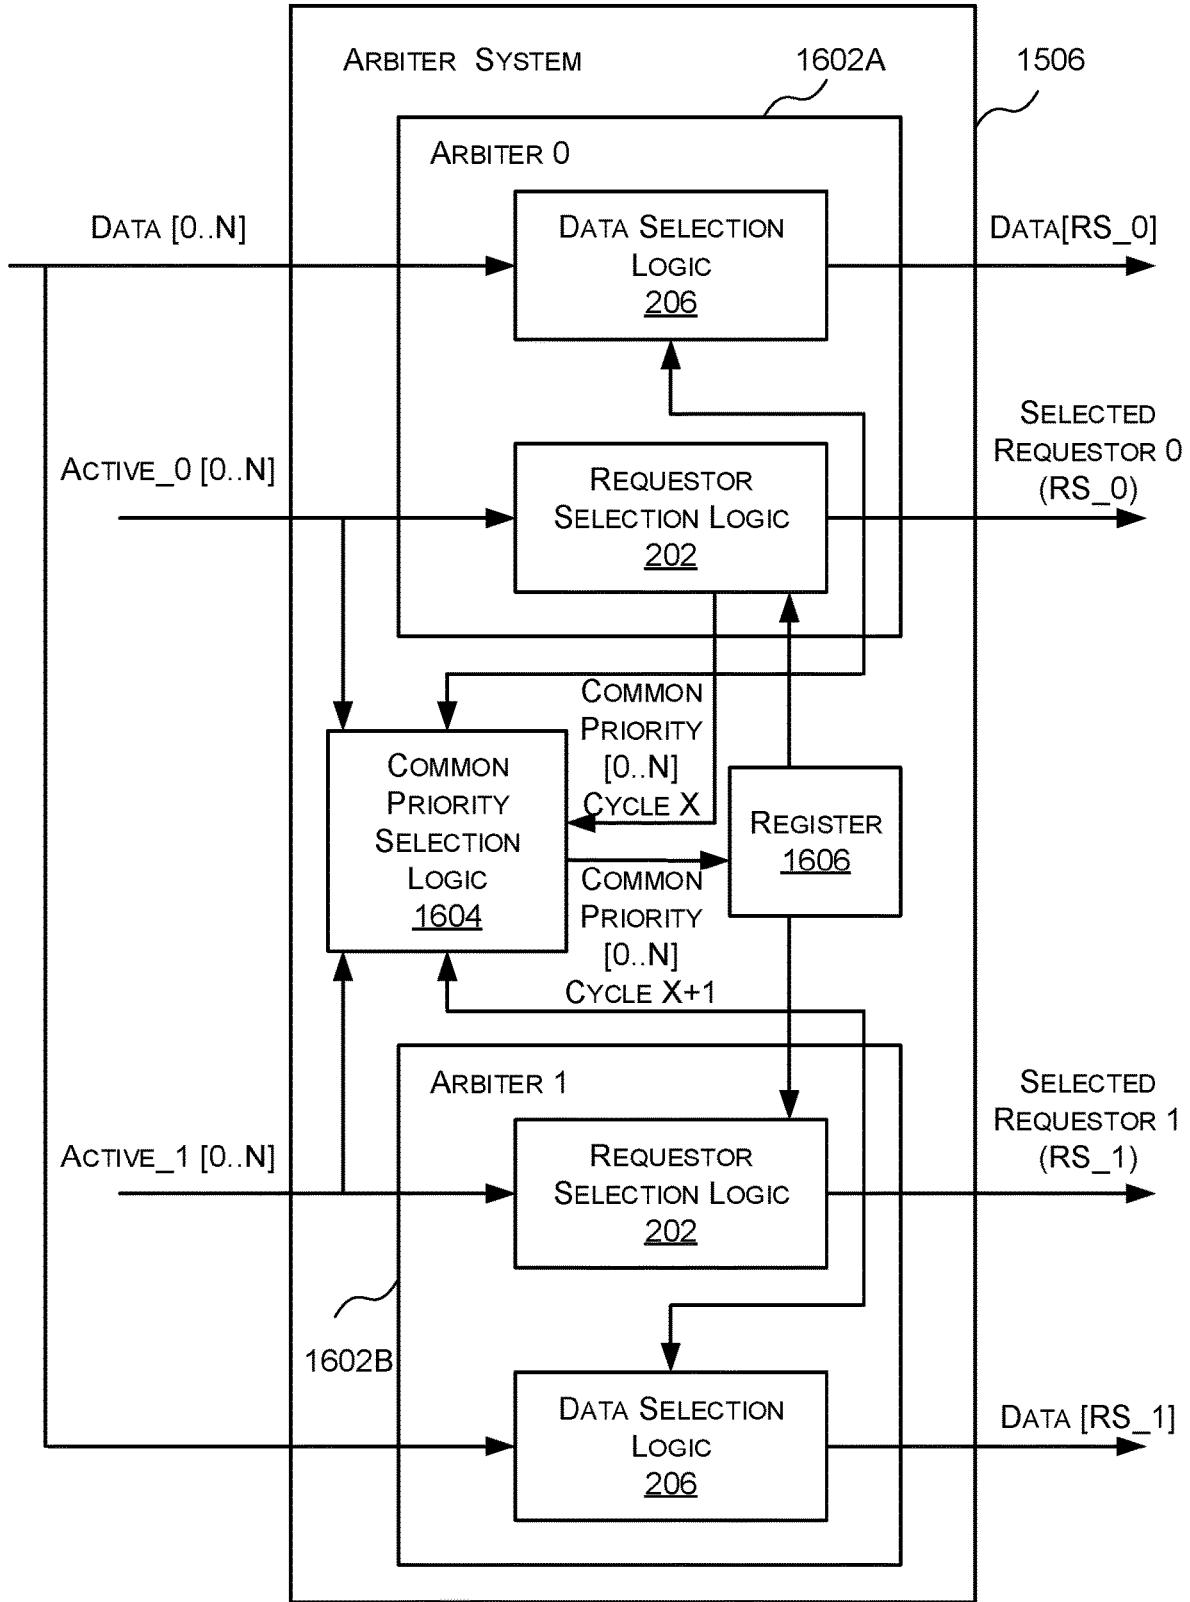 ARBITER SYSTEM
1602A
1506
ARBITER 0
DATA [0..N]
DATA SELECTION
LOGIC
206
DATA[RS_0]
ACTIVE_0 [0..N]
REQUESTOR
SELECTION LOGIC
202
SELECTED
REQUESTOR 0
(RS_0)
COMMON
PRIORITY
[0..N]
CYCLE X
COMMON
PRIORITY
SELECTION
LOGIC
1604
REGISTER
1606
COMMON
PRIORITY
[0..N]
CYCLE X+1
ARBITER 1
ACTIVE_1 [0..N]
REQUESTOR
SELECTION LOGIC
202
SELECTED
REQUESTOR 1
(RS_1)
1602B
DATA SELECTION
LOGIC
206
DATA [RS_1]